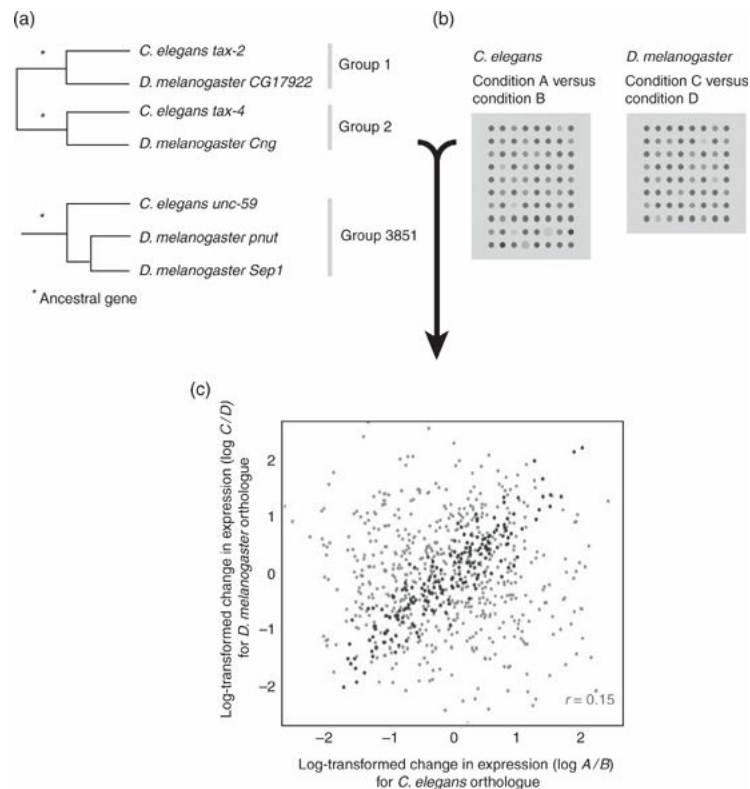 (a)
* C. elegans tax-2
D. melanogaster CG17922
Group 1
* C. elegans tax-4
D. melanogaster Cng
Group 2
* C. elegans unc-59
D. melanogaster pnut
D. melanogaster Sep1
Group 3851
* Ancestral gene
(b)
C. elegans
Condition A versus
condition B
D. melanogaster
Condition C versus
condition D
(c)
Log-transformed change in expression (log C/D)
for D. melanogaster orthologue
2
1
0
–1
–2
r = 0.15
–2 –1 0 1 2
Log-transformed change in expression (log A/B)
for C. elegans orthologue